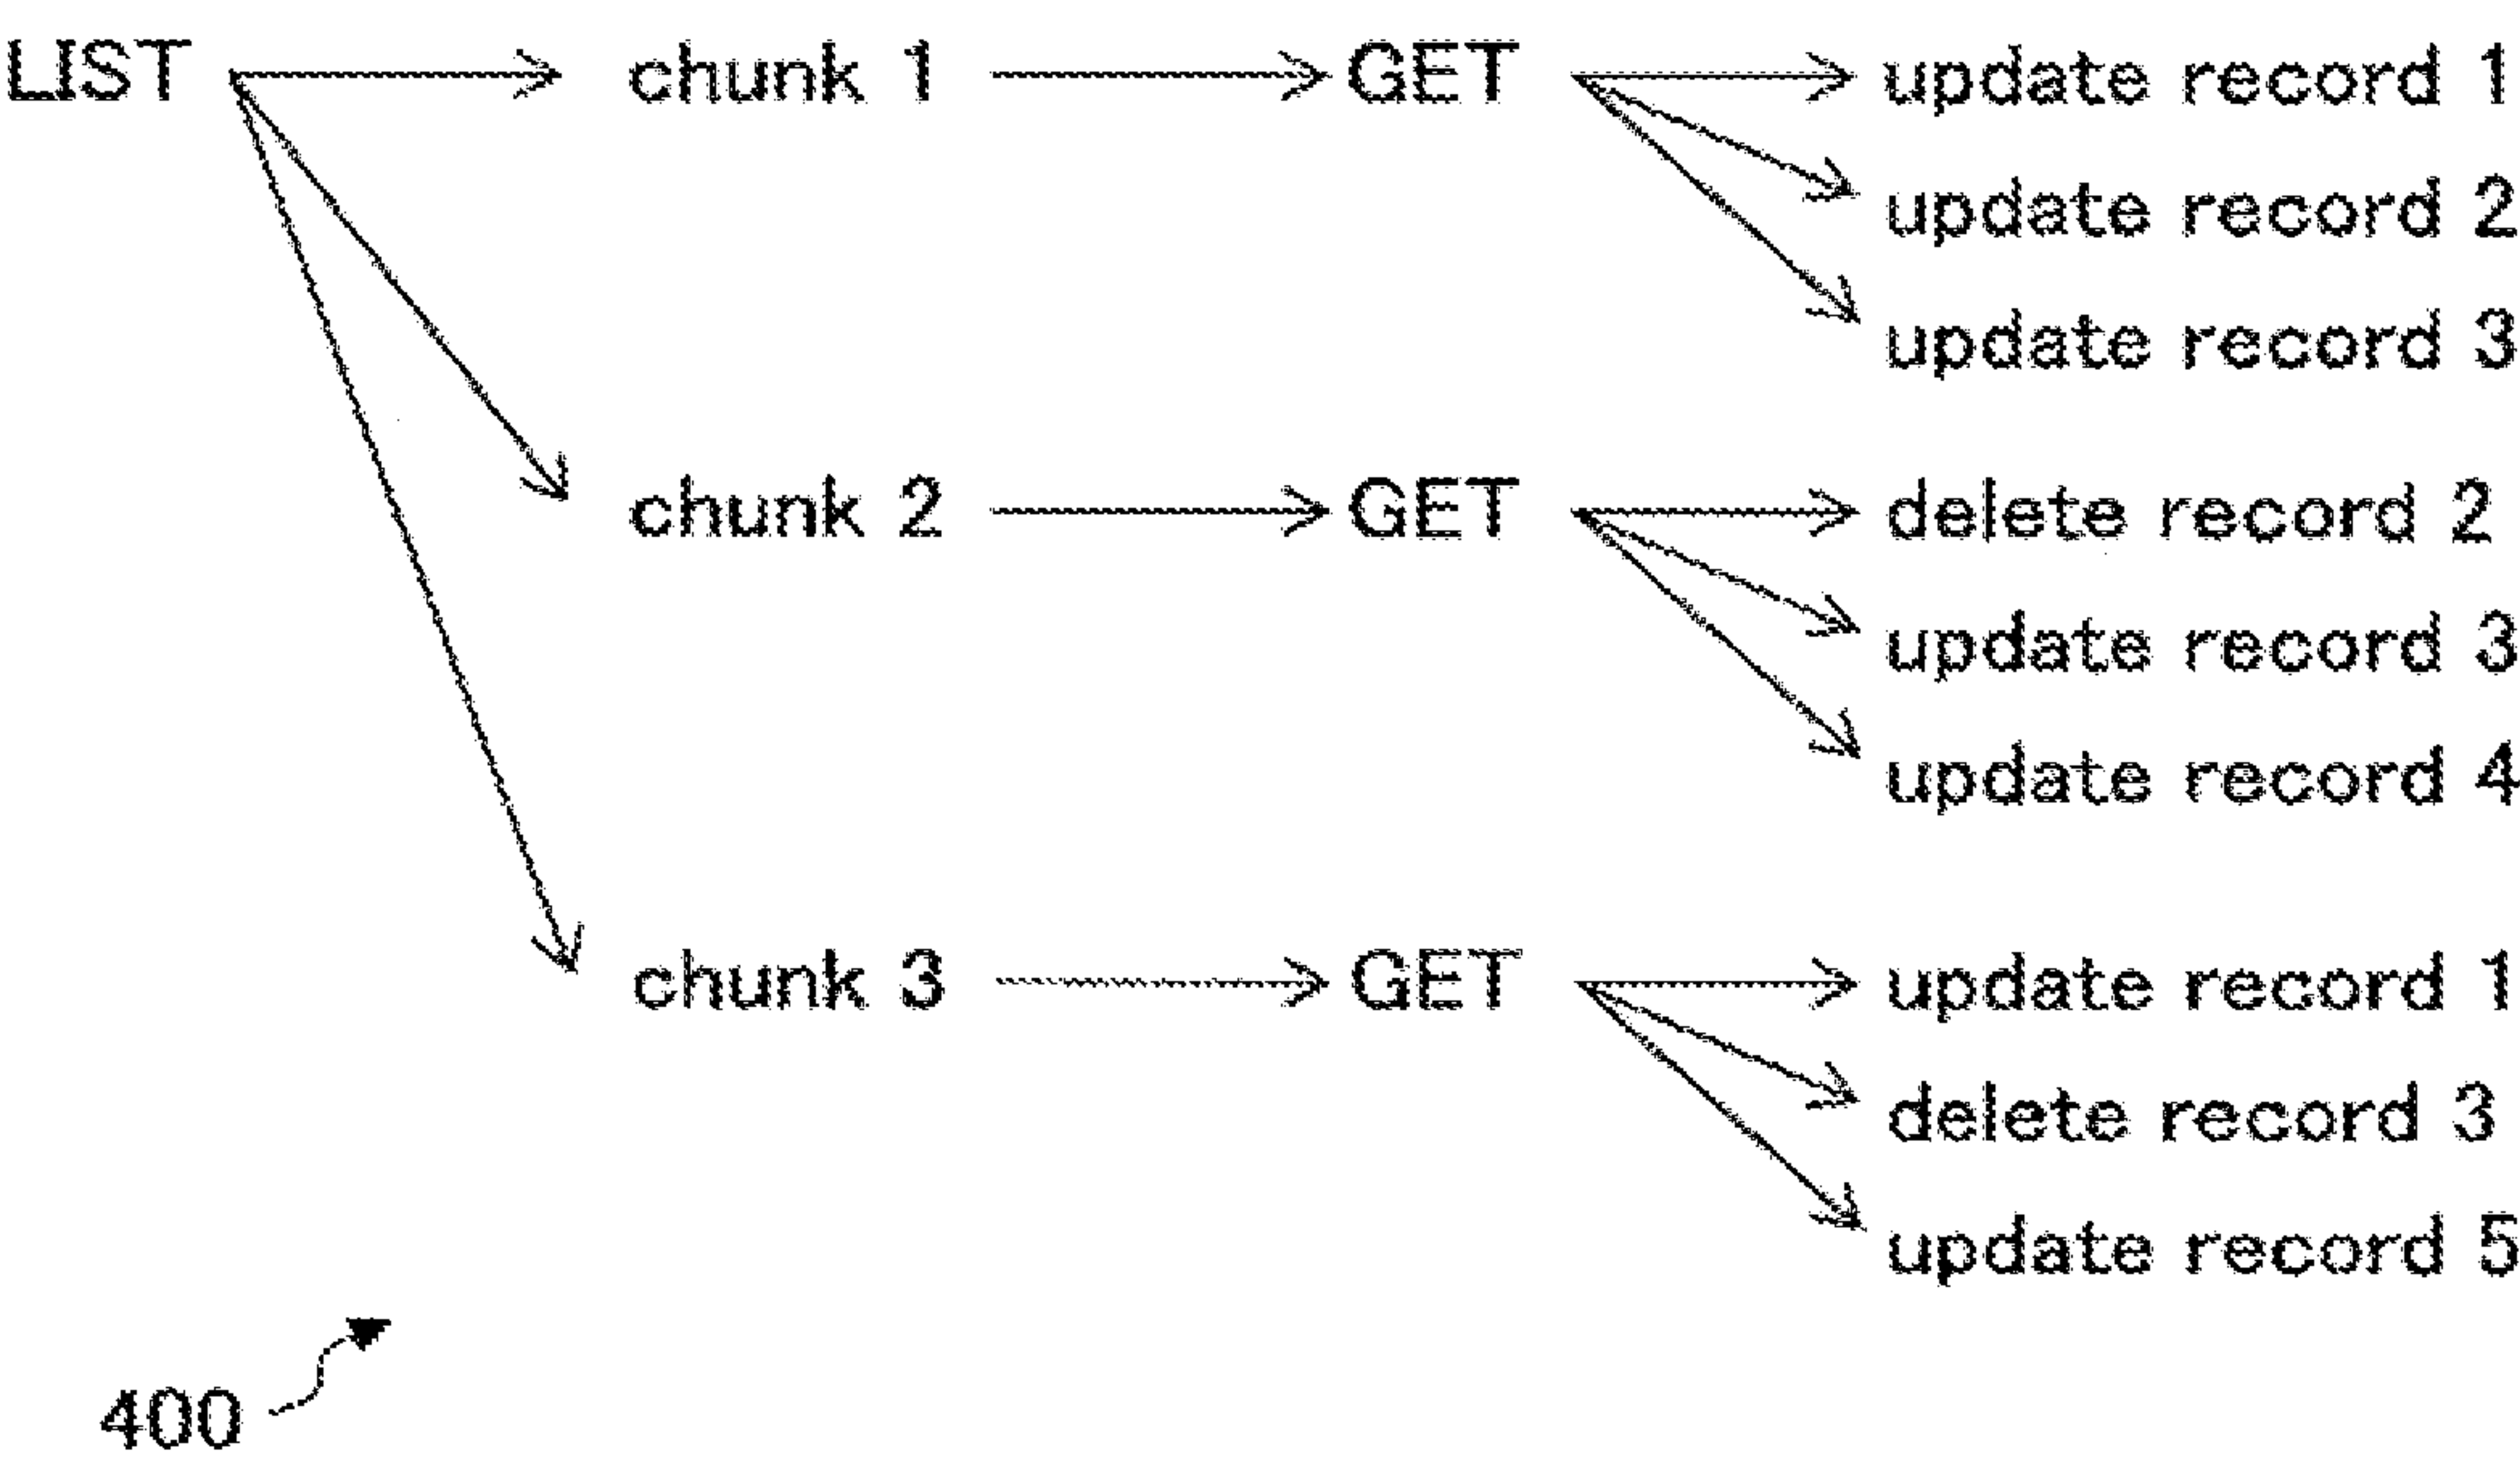 LIST chunk 1 GET update record 1
update record 2
update record 3
chunk 2 GET delete record 2
update record 3
update record 4
chunk 3 GET update record 1
delete record 3
update record 5
400